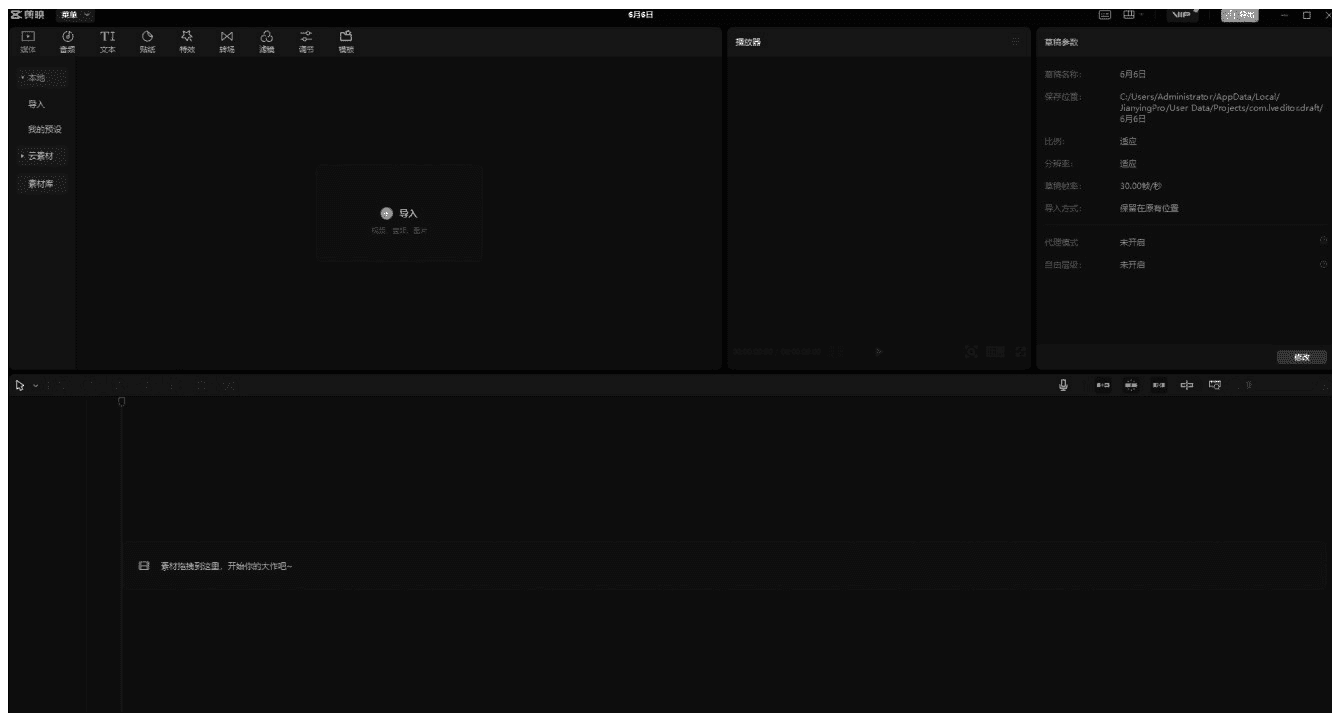 剪映 菜单 6月6日 VIP 导出
媒体 音频 文本 贴纸 特效 转场 滤镜 调节 模板
本地
导入
我的预设
云素材
素材库
导入
视频、音频、图片
播放器
草稿参数
草稿名称: 6月6日
保存位置: C:/Users/Administrator/AppData/Local/
JianyingPro/User Data/Projects/com.lveditor.draft/
6月6日
比例: 适应
分辨率: 适应
草稿帧率: 30.00帧/秒
导入方式: 保留在原有位置
代理模式 未开启
自由层级: 未开启
修改
素材拖拽到这里, 开始你的大作吧~